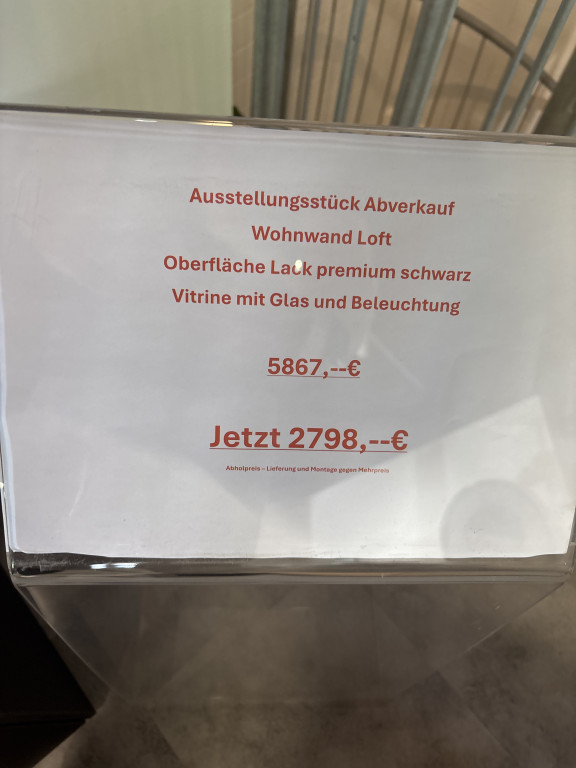 Ausstellungsstück Abverkauf
Wohnwand Loft
Oberfläche Lack premium schwarz
Vitrine mit Glas und Beleuchtung
5867,--€
Jetzt 2798,--€
Abholpreis – Lieferung und Montage gegen Mehrpreis